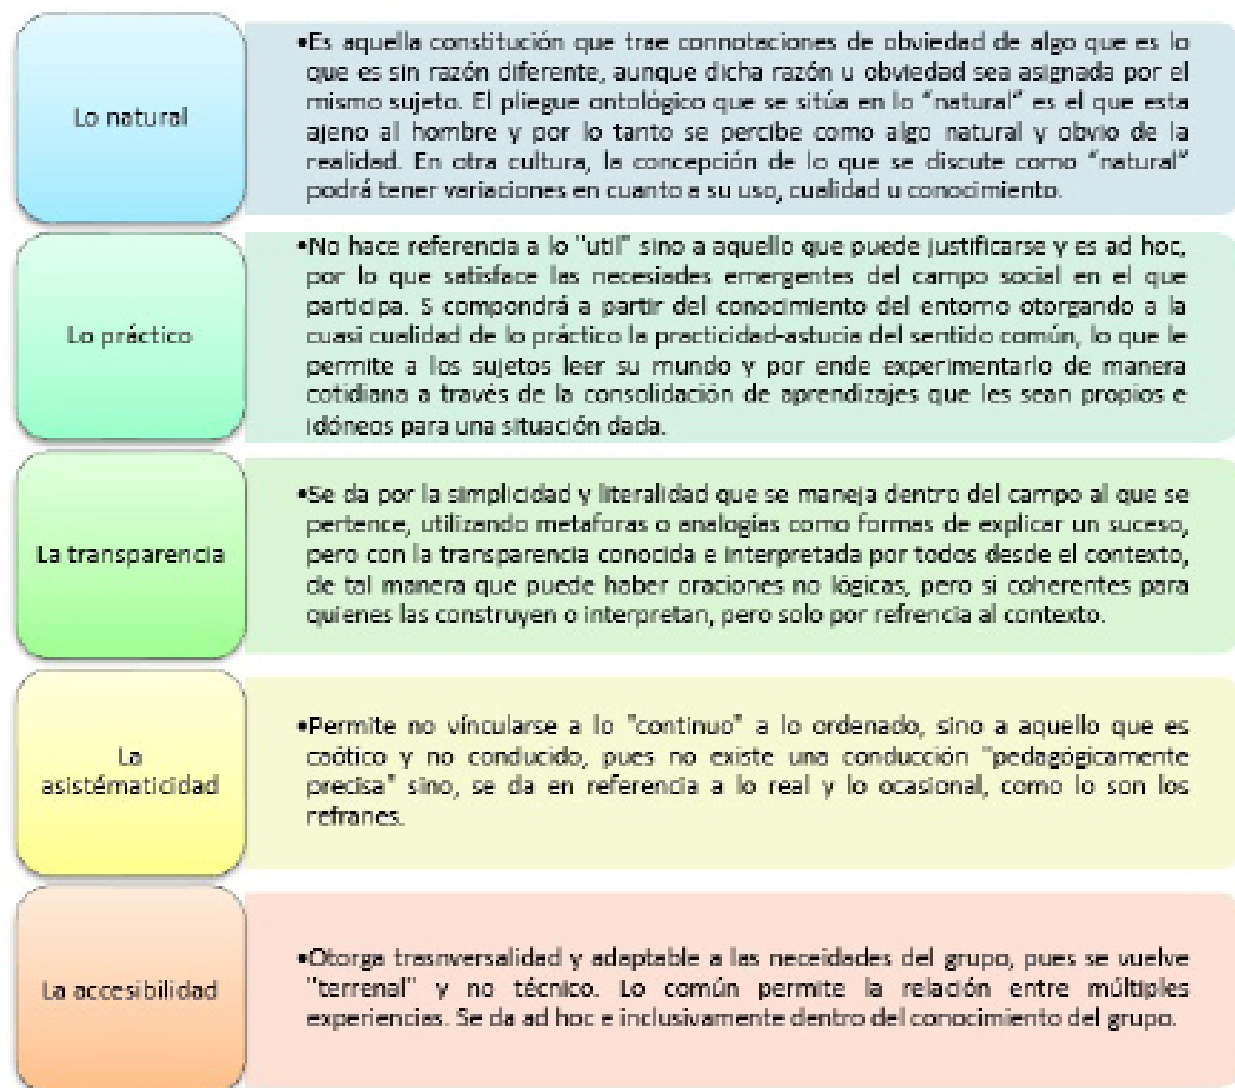 Lo natural
•Es aquella constitución que trae connotaciones de obviedad de algo que es lo
que es sin razón diferente, aunque dicha razón u obviedad sea asignada por el
mismo sujeto. El pliegue ontológico que se sitúa en lo "natural" es el que esta
ajeno al hombre y por lo tanto se percibe como algo natural y obvio de la
realidad. En otra cultura, la concepción de lo que se discute como "natural"
podrá tener variaciones en cuanto a su uso, cualidad u conocimiento.
Lo práctico
•No hace referencia a lo "util" sino a aquello que puede justificarse y es ad hoc,
por lo que satisface las necesiades emergentes del campo social en el que
participa. S compondrá a partir del conocimiento del entorno otorgando a la
cuasi cualidad de lo práctico la practicidad-astucia del sentido común, lo que le
permite a los sujetos leer su mundo y por ende experimentarlo de manera
cotidiana a través de la consolidación de aprendizajes que les sean propios e
idóneos para una situación dada.
La transparencia
•Se da por la simplicidad y literalidad que se maneja dentro del campo al que se
pertence, utilizando metaforas o analogías como formas de explicar un suceso,
pero con la transparencia conocida e interpretada por todos desde el contexto,
de tal manera que puede haber oraciones no lógicas, pero si coherentes para
quienes las construyen o interpretan, pero solo por refrencia al contexto.
La
asistématicidad
•Permite no víncularse a lo "continuo" a lo ordenado, sino a aquello que es
caótico y no conducido, pues no existe una conducción "pedagógicamente
precisa" sino, se da en referencia a lo real y lo ocasional, como lo son los
refranes.
La accesibilidad
•Otorga trasnversalidad y adaptable a las neceidades del grupo, pues se vuelve
"terrenal" y no técnico. Lo común permite la relación entre múltiples
experiencias. Se da ad hoc e inclusivamente dentro del conocimiento del grupo.